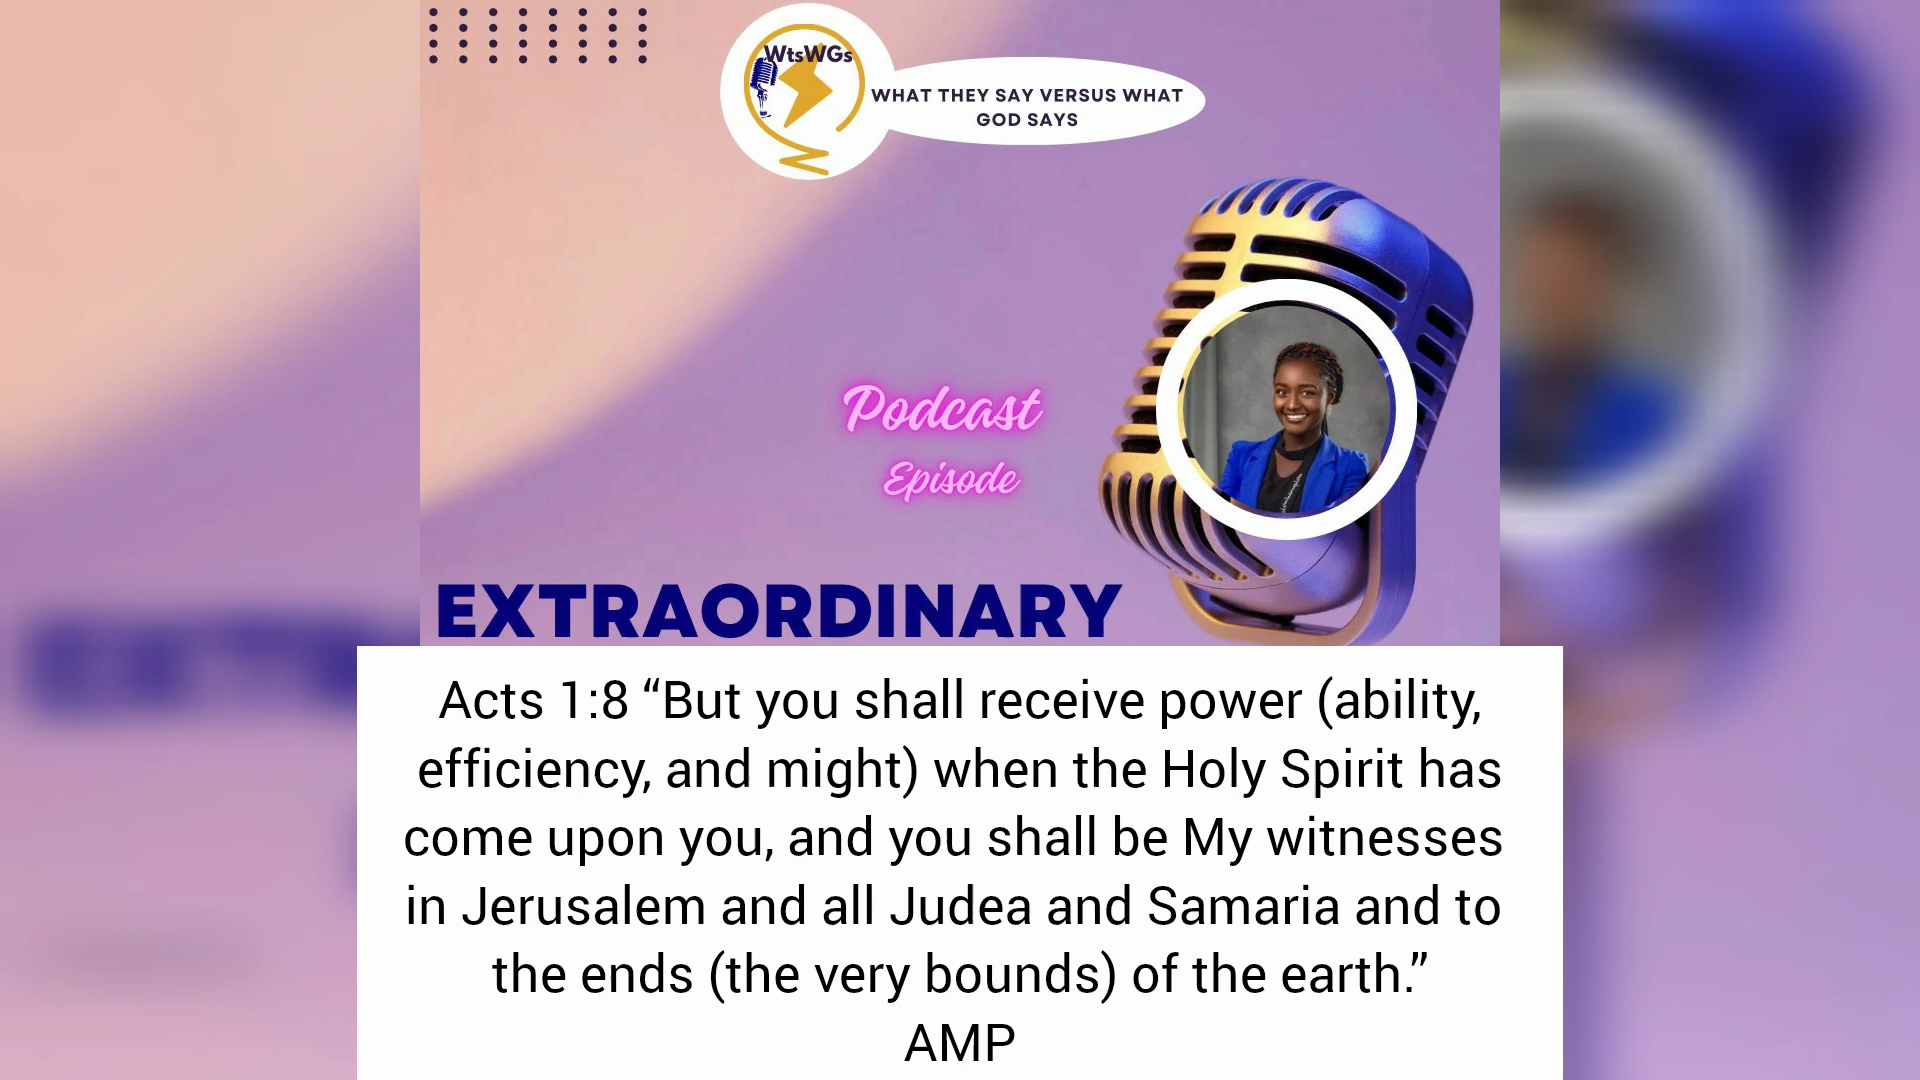 WtsWGs
WHAT THEY SAY VERSUS WHAT
GOD SAYS
Podcast
Episode
EXTRAORDINARY
Acts 1:8 “But you shall receive power (ability,
efficiency, and might) when the Holy Spirit has
come upon you, and you shall be My witnesses
in Jerusalem and all Judea and Samaria and to
the ends (the very bounds) of the earth.”
AMP